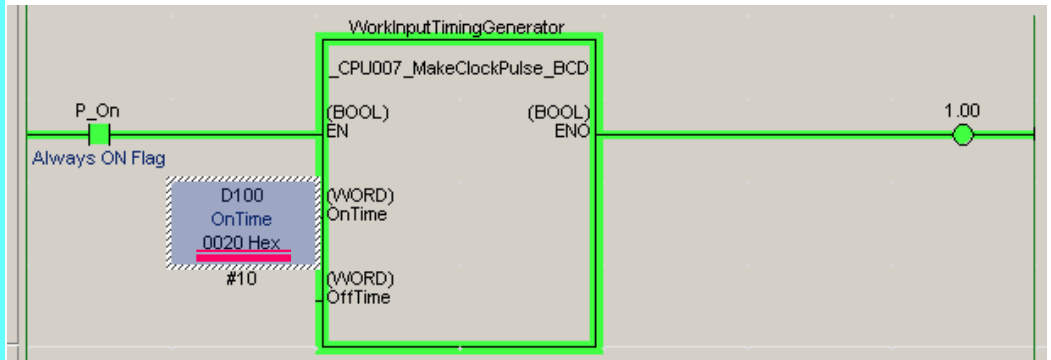 WorkInputTimingGenerator
_CPU007_MakeClockPulse_BCD
P_On
(BOOL)
EN
(BOOL)
ENO
1.00
Always ON Flag
D100
OnTime
0020 Hex
(WORD)
OnTime
#10
(WORD)
OffTime